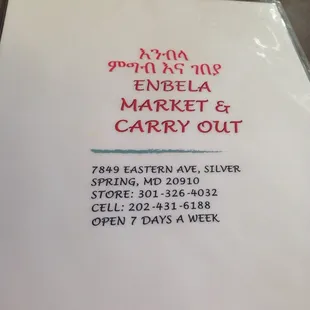 እንብላ
ምግብ እና ገበያ
ENBELA
MARKET &
CARRY OUT
7849 EASTERN AVE, SILVER
SPRING, MD 20910
STORE: 301-326-4032
CELL: 202-431-6188
OPEN 7 DAYS A WEEK